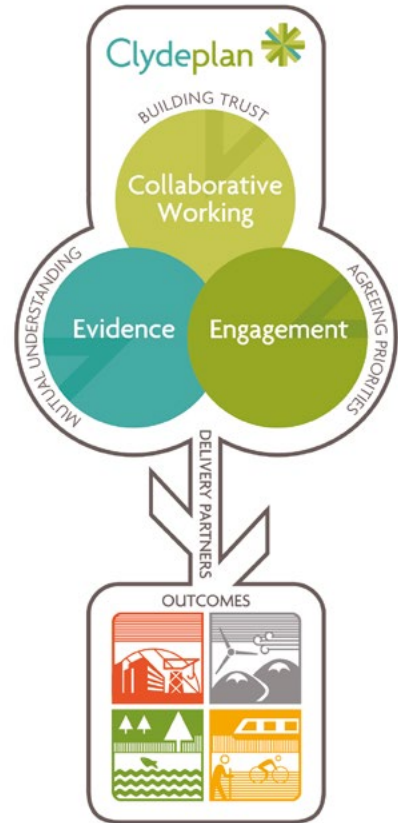 Clydeplan
BUILDING TRUST
Collaborative
Working
MUTUAL UNDERSTANDING
Evidence
Engagement
AGREEING PRIORITIES
DELIVERY PARTNERS
OUTCOMES